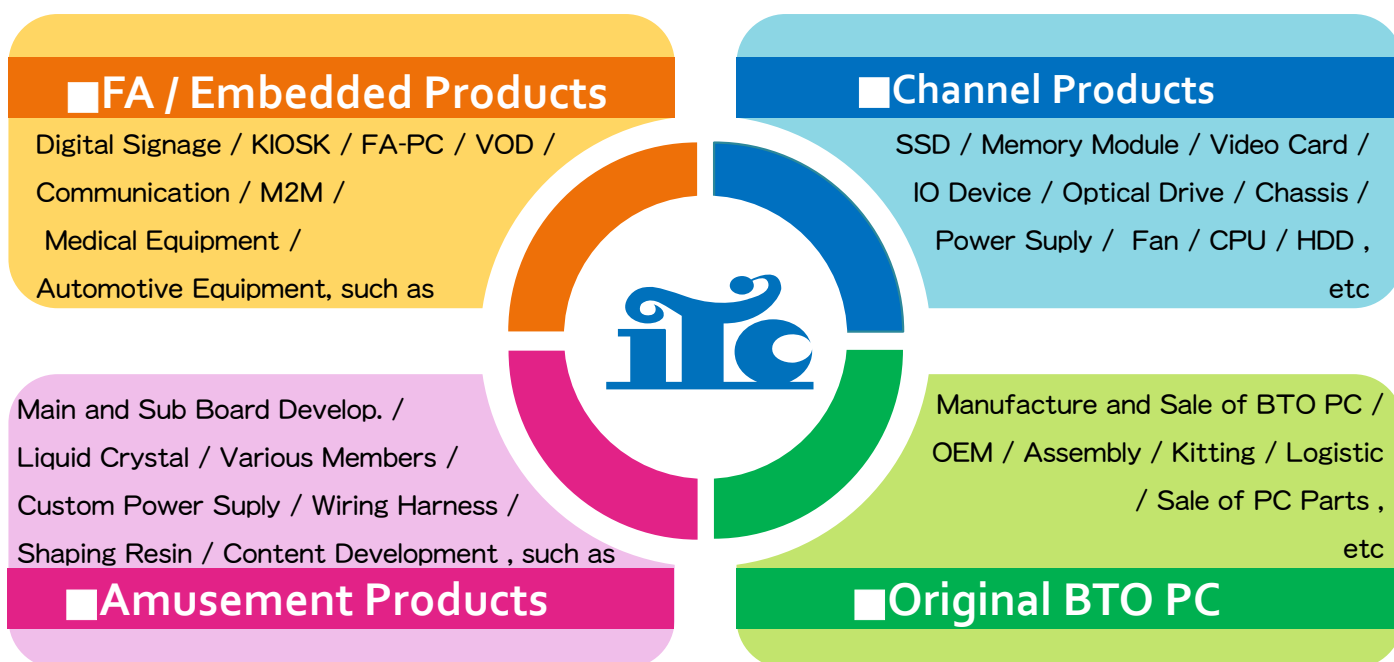 ■FA / Embedded Products
Digital Signage / KIOSK / FA-PC / VOD /
Communication / M2M /
Medical Equipment /
Automotive Equipment, such as
■Channel Products
SSD / Memory Module / Video Card /
IO Device / Optical Drive / Chassis /
Power Suply / Fan / CPU / HDD ,
etc
iTc
Main and Sub Board Develop. /
Liquid Crystal / Various Members /
Custom Power Suply / Wiring Harness /
Shaping Resin / Content Development , such as
■Amusement Products
Manufacture and Sale of BTO PC /
OEM / Assembly / Kitting / Logistic
/ Sale of PC Parts ,
etc
■Original BTO PC